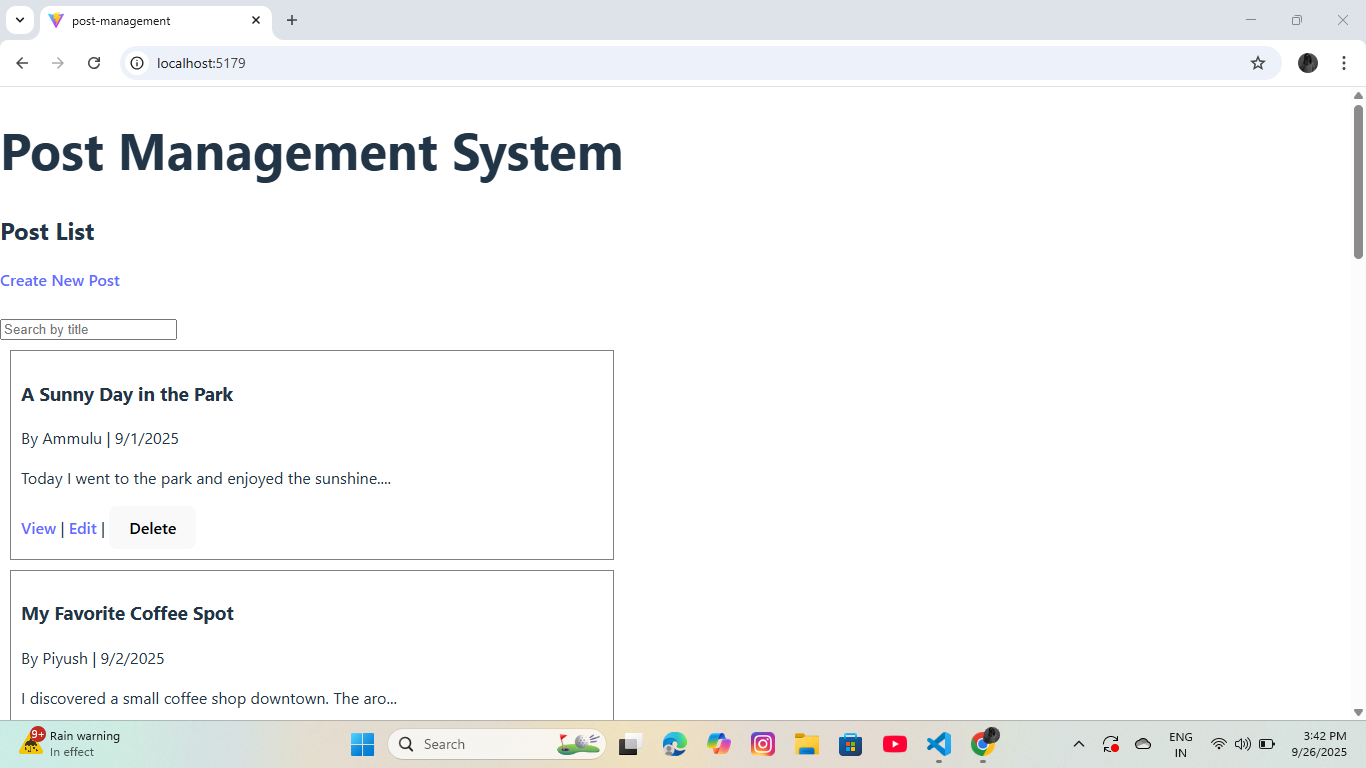 post-management
localhost:5179
Post Management System
Post List
Create New Post
Search by title
A Sunny Day in the Park
By Ammulu | 9/1/2025
Today I went to the park and enjoyed the sunshine....
View | Edit | Delete
My Favorite Coffee Spot
By Piyush | 9/2/2025
I discovered a small coffee shop downtown. The aro...
9+
Rain warning
In effect
Search
ENG
IN
3:42 PM
9/26/2025